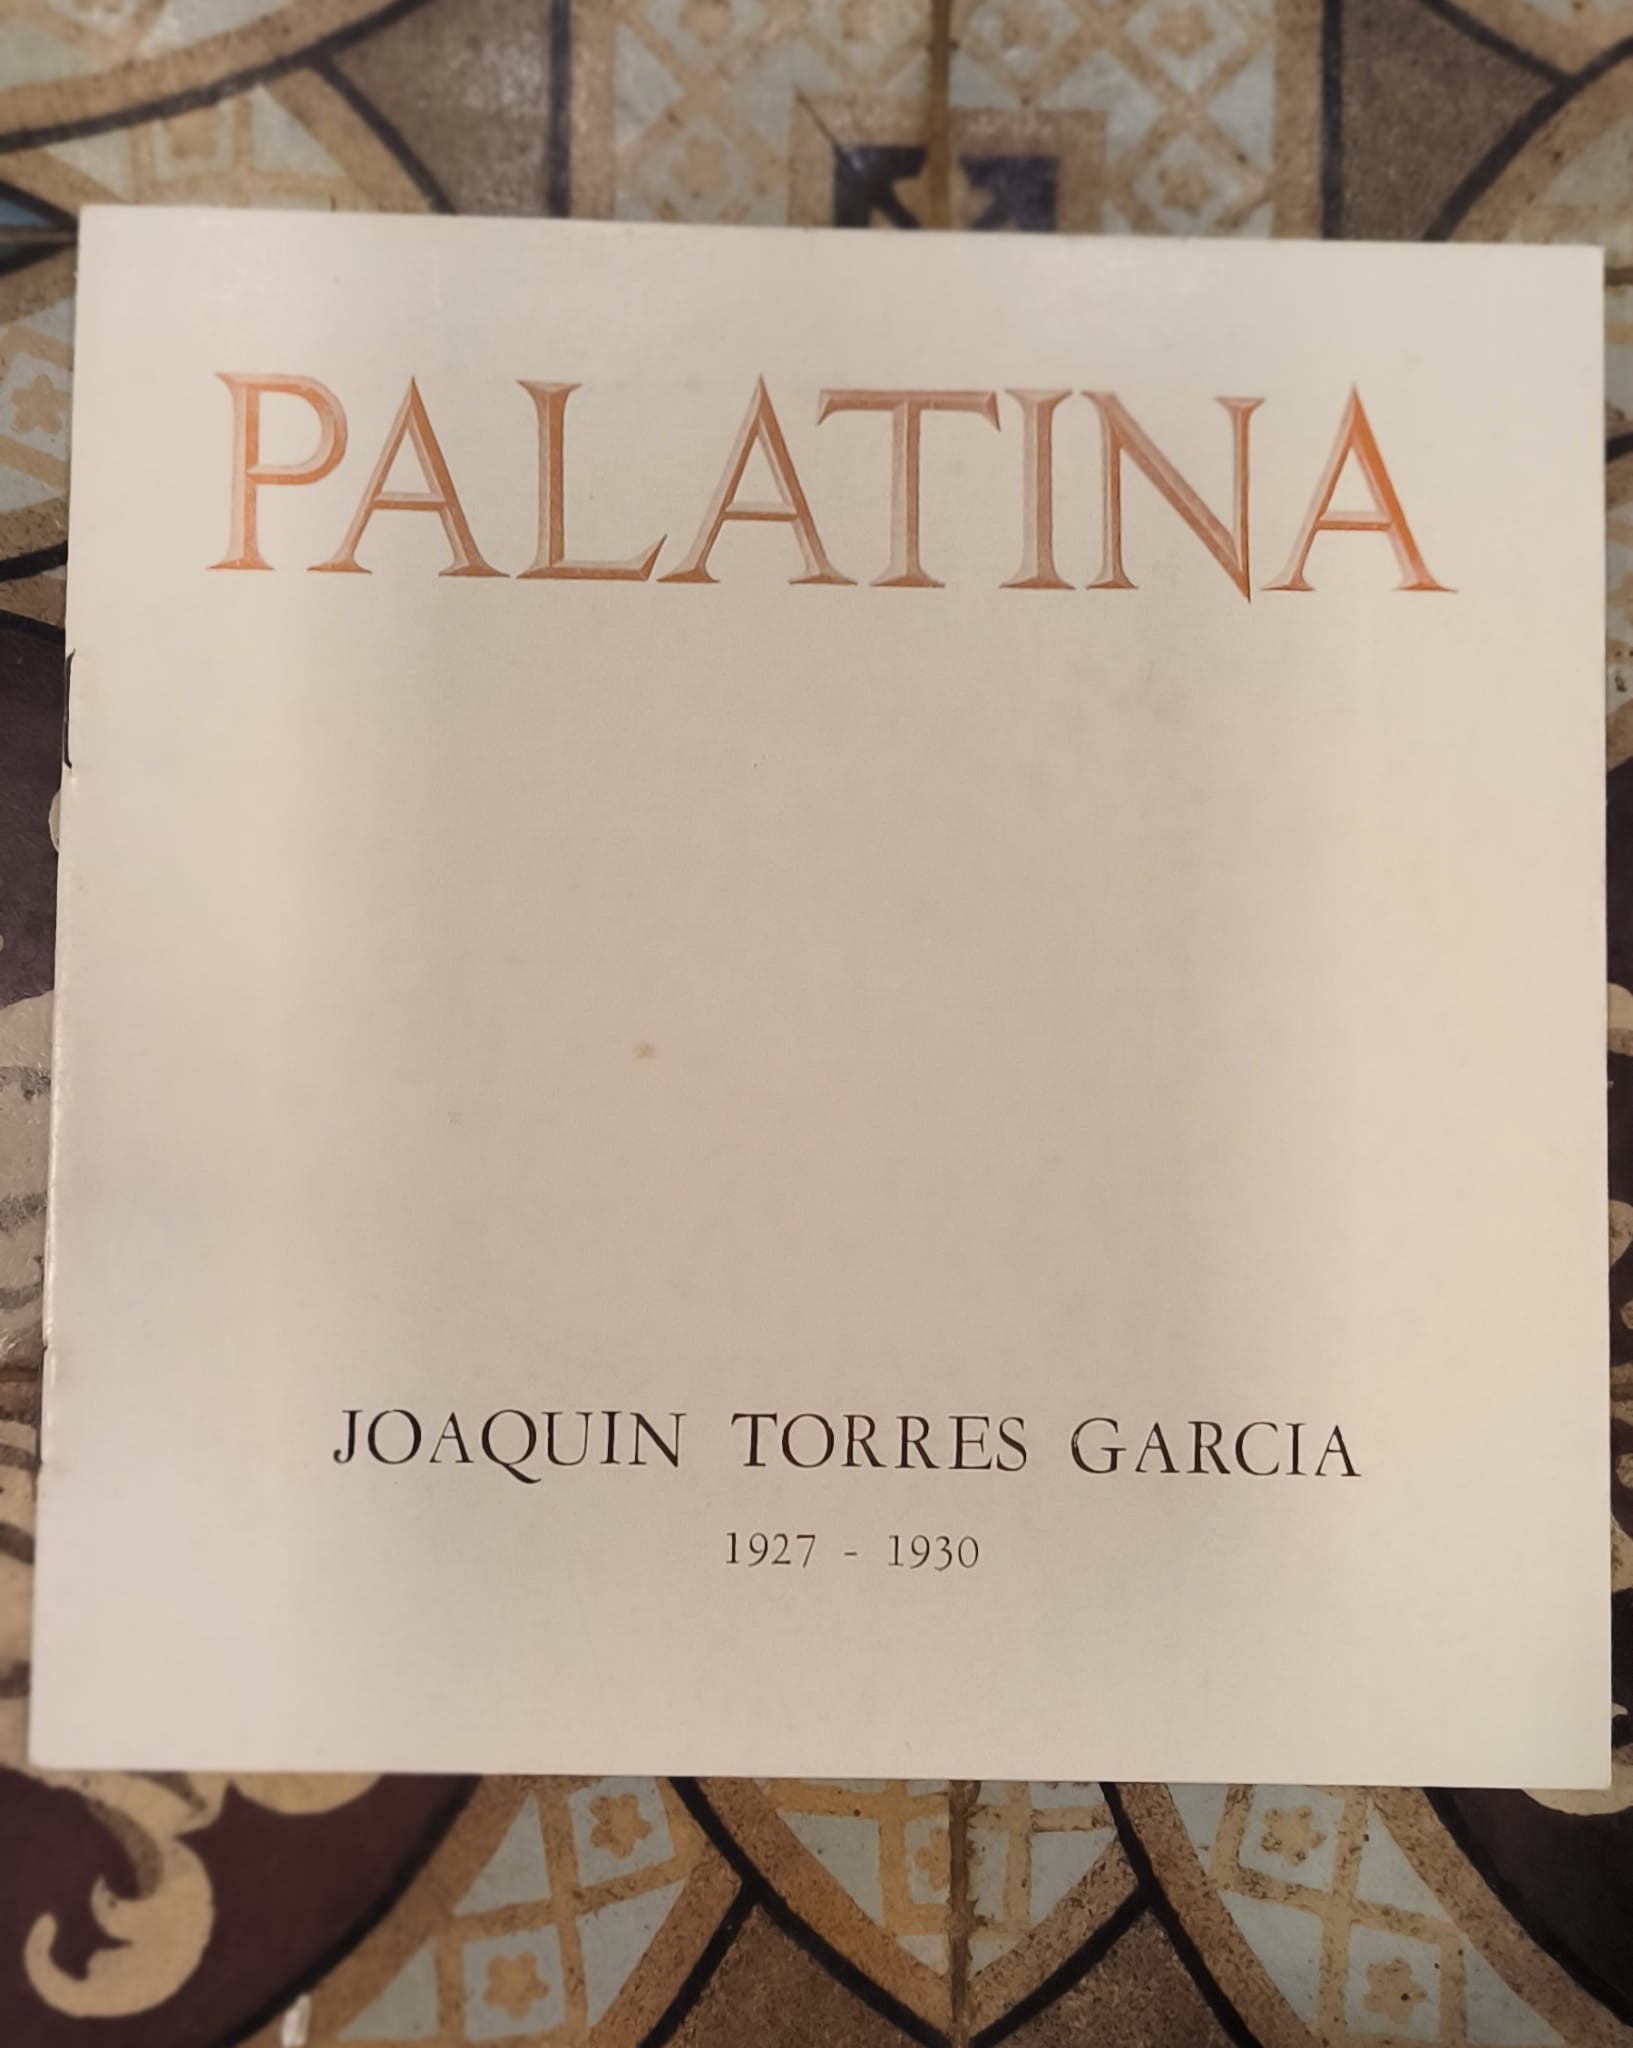 PALATINA
JOAQUIN TORRES GARCIA
1927 - 1930